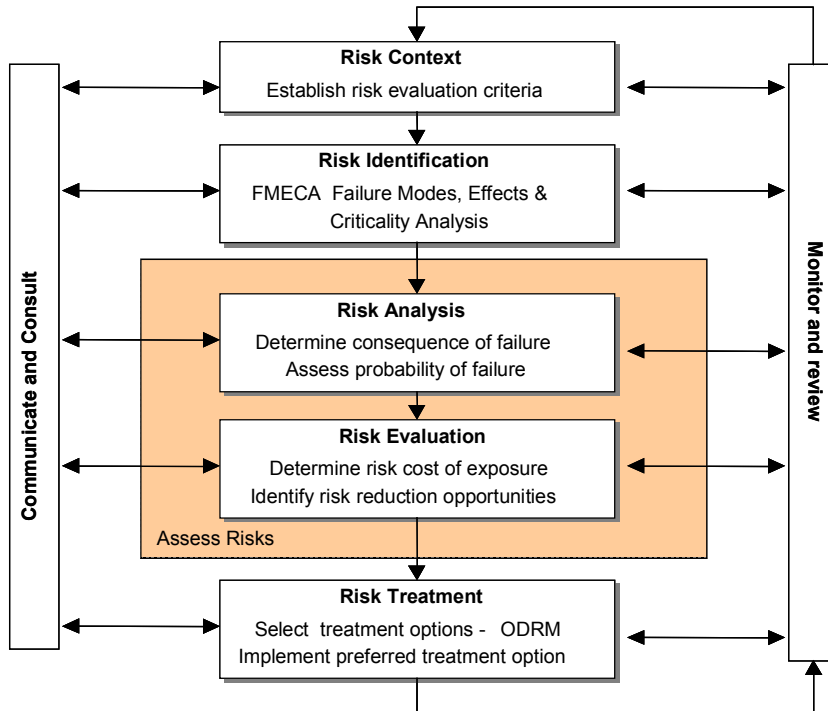 Risk Context
Establish risk evaluation criteria
Risk Identification
FMECA Failure Modes, Effects &
Criticality Analysis
Risk Analysis
Determine consequence of failure
Assess probability of failure
Risk Evaluation
Determine risk cost of exposure
Identify risk reduction opportunities
Assess Risks
Risk Treatment
Select treatment options - ODRM
Implement preferred treatment option
Communicate and Consult
Monitor and review